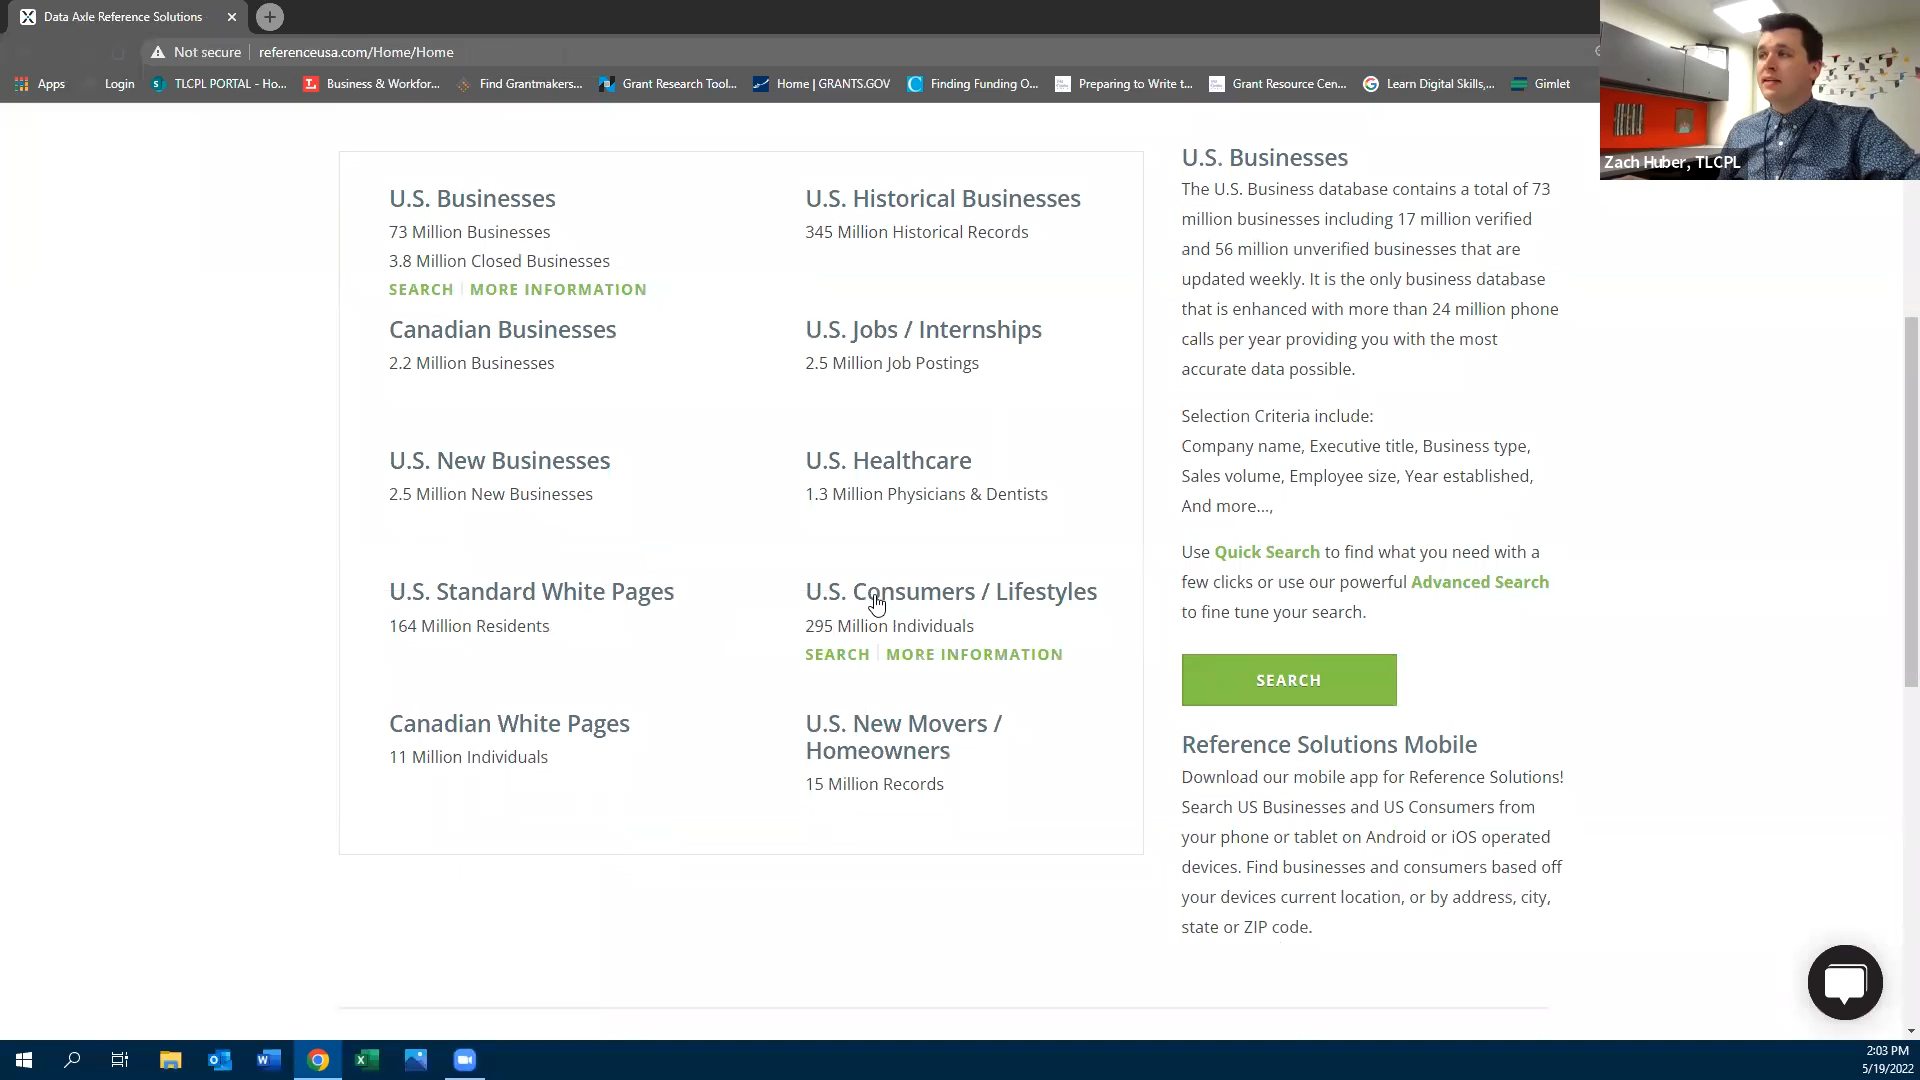 Data Axle Reference Solutions
Not secure
referenceusa.com/Home/Home
Apps
Login
TLCPL PORTAL - Ho...
Business & Workfor...
Find Grantmakers...
Grant Research Tool...
Home | GRANTS.GOV
Finding Funding O...
Preparing to Write t...
Grant Resource Cen...
Learn Digital Skills,...
Gimlet
Zach Huber, TLCPL
U.S. Businesses
73 Million Businesses
3.8 Million Closed Businesses
SEARCH | MORE INFORMATION
U.S. Historical Businesses
345 Million Historical Records
Canadian Businesses
2.2 Million Businesses
U.S. Jobs / Internships
2.5 Million Job Postings
U.S. New Businesses
2.5 Million New Businesses
U.S. Healthcare
1.3 Million Physicians & Dentists
U.S. Standard White Pages
164 Million Residents
U.S. Consumers / Lifestyles
295 Million Individuals
SEARCH | MORE INFORMATION
Canadian White Pages
11 Million Individuals
U.S. New Movers /
Homeowners
15 Million Records
U.S. Businesses
The U.S. Business database contains a total of 73
million businesses including 17 million verified
and 56 million unverified businesses that are
updated weekly. It is the only business database
that is enhanced with more than 24 million phone
calls per year providing you with the most
accurate data possible.
Selection Criteria include:
Company name, Executive title, Business type,
Sales volume, Employee size, Year established,
And more...,
Use Quick Search to find what you need with a
few clicks or use our powerful Advanced Search
to fine tune your search.
SEARCH
Reference Solutions Mobile
Download our mobile app for Reference Solutions!
Search US Businesses and US Consumers from
your phone or tablet on Android or iOS operated
devices. Find businesses and consumers based off
your devices current location, or by address, city,
state or ZIP code.
2:03 PM
5/19/2022